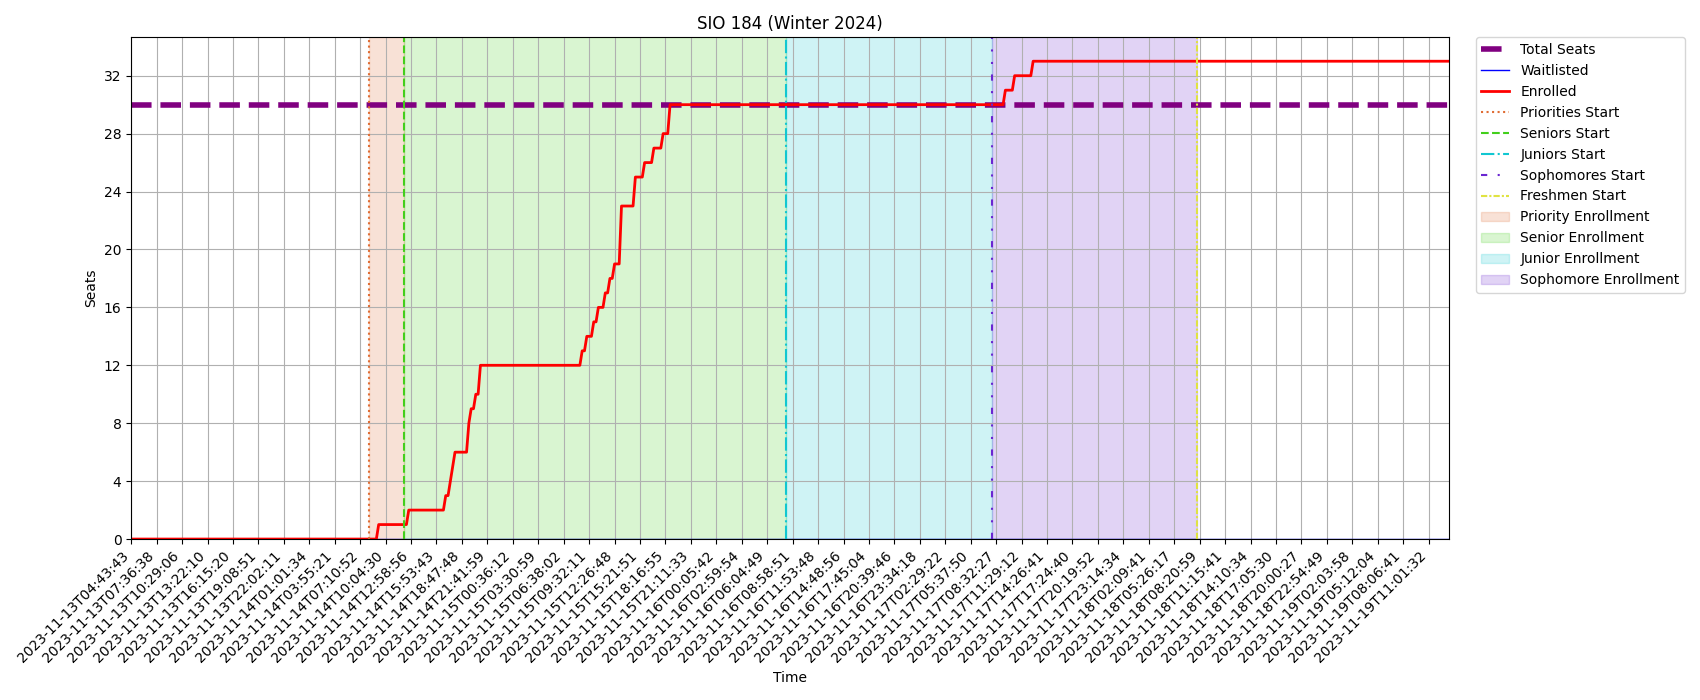 SIO 184 (Winter 2024)
Total Seats
Waitlisted
Enrolled
Priorities Start
Seniors Start
Juniors Start
Sophomores Start
Freshmen Start
Priority Enrollment
Senior Enrollment
Junior Enrollment
Sophomore Enrollment
Seats
32
28
24
20
16
12
8
4
0
2023-11-13T04:43:43
2023-11-13T07:36:38
2023-11-13T10:29:06
2023-11-13T13:22:10
2023-11-13T16:15:20
2023-11-13T19:08:51
2023-11-13T22:02:11
2023-11-14T01:01:34
2023-11-14T03:55:21
2023-11-14T07:10:52
2023-11-14T10:04:30
2023-11-14T12:58:56
2023-11-14T15:53:43
2023-11-14T18:47:48
2023-11-14T21:41:59
2023-11-15T00:36:12
2023-11-15T03:30:59
2023-11-15T06:38:02
2023-11-15T09:32:11
2023-11-15T12:26:48
2023-11-15T15:21:51
2023-11-15T18:16:55
2023-11-15T21:11:33
2023-11-16T00:05:42
2023-11-16T02:59:54
2023-11-16T06:04:49
2023-11-16T08:58:51
2023-11-16T11:53:48
2023-11-16T14:48:56
2023-11-16T17:45:04
2023-11-16T20:39:46
2023-11-16T23:34:18
2023-11-17T02:29:22
2023-11-17T05:37:50
2023-11-17T08:32:27
2023-11-17T11:29:12
2023-11-17T14:26:41
2023-11-17T17:24:40
2023-11-17T20:19:52
2023-11-17T23:14:34
2023-11-18T02:09:41
2023-11-18T05:26:17
2023-11-18T08:20:59
2023-11-18T11:15:41
2023-11-18T14:10:34
2023-11-18T17:05:30
2023-11-18T20:00:27
2023-11-18T22:54:49
2023-11-19T02:03:58
2023-11-19T05:12:04
2023-11-19T08:06:41
2023-11-19T11:01:32
Time